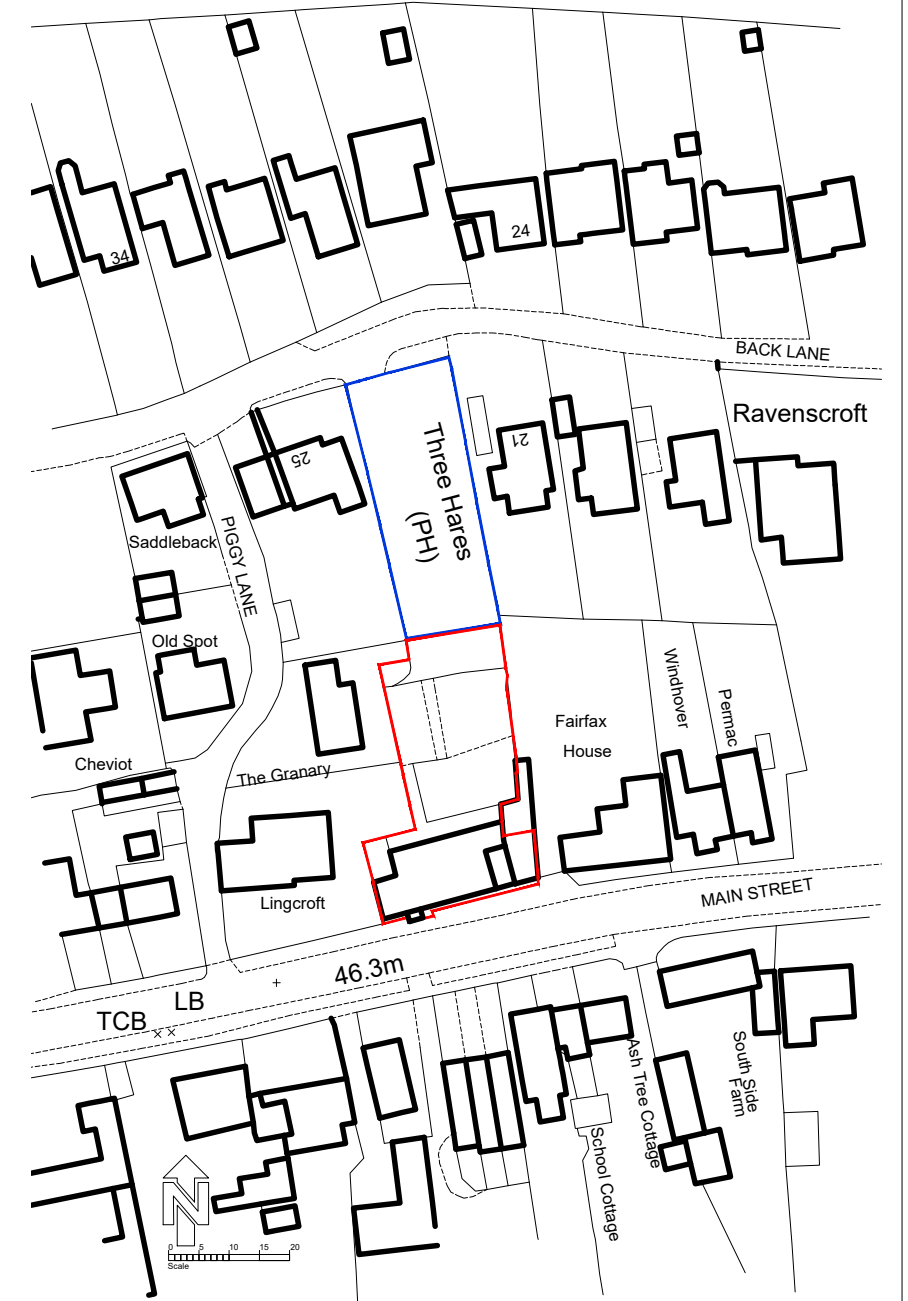 34
24
BACK LANE
Ravenscroft
Three Hares
(PH)
21
25
Saddleback
PIGGY LANE
Old Spot
Windhover
Permac
Fairfax
House
Cheviot
The Granary
MAIN STREET
Lingcroft
46.3m
LB
TCB
South Side
Farm
Ash Tree Cottage
School Cottage
N
0 5 10 15 20
Scale